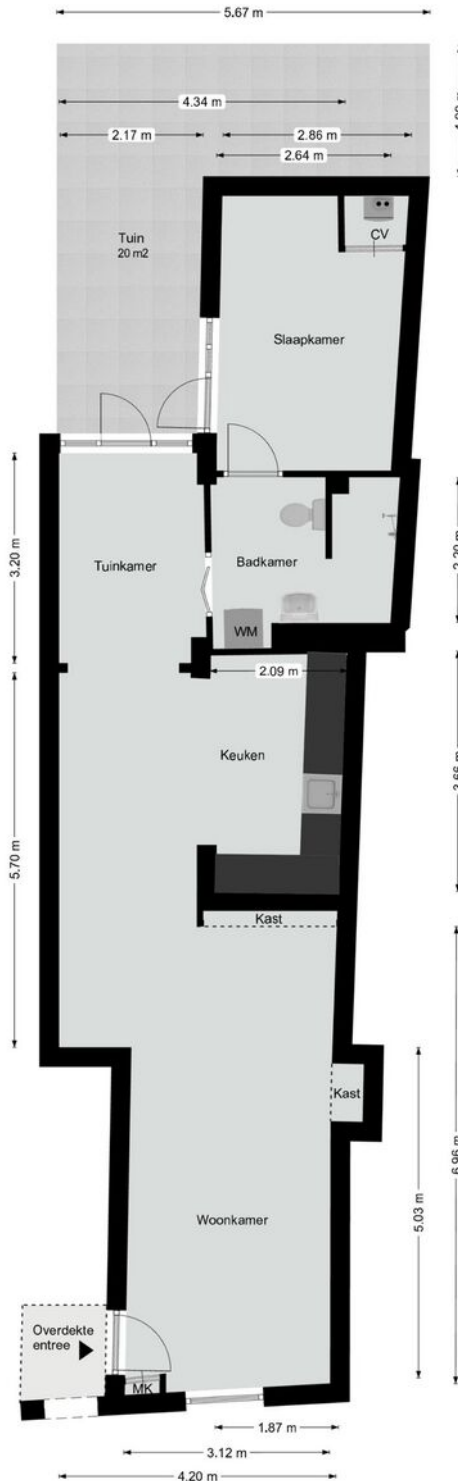 5.67 m
4.34 m
2.17 m
2.86 m
2.64 m
Tuin
20 m2
CV
Slaapkamer
3.20 m
Tuinkamer
Badkamer
WM
2.09 m
Keuken
5.70 m
Kast
Kast
6.96 m
5.03 m
Woonkamer
Overdekte
entree
MK
1.87 m
3.12 m
4.20 m